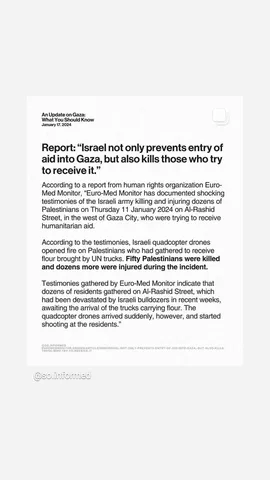 An Update on Gaza:
What You Should Know
January 17, 2024
Report: “Israel not only prevents entry of
aid into Gaza, but also kills those who try
to receive it.”
According to a report from human rights organization Euro-
Med Monitor, “Euro-Med Monitor has documented shocking
testimonies of the Israeli army killing and injuring dozens of
Palestinians on Thursday 11 January 2024 on Al-Rashid
Street, in the west of Gaza City, who were trying to receive
humanitarian aid.
According to the testimonies, Israeli quadcopter drones
opened fire on Palestinians who had gathered to receive
flour brought by UN trucks. Fifty Palestinians were killed
and dozens more were injured during the incident.
Testimonies gathered by Euro-Med Monitor indicate that
dozens of residents gathered on Al-Rashid Street, which
had been devastated by Israeli bulldozers in recent weeks,
awaiting the arrival of the trucks carrying flour. The
quadcopter drones arrived suddenly, however, and started
shooting at the residents.”
@so.informed